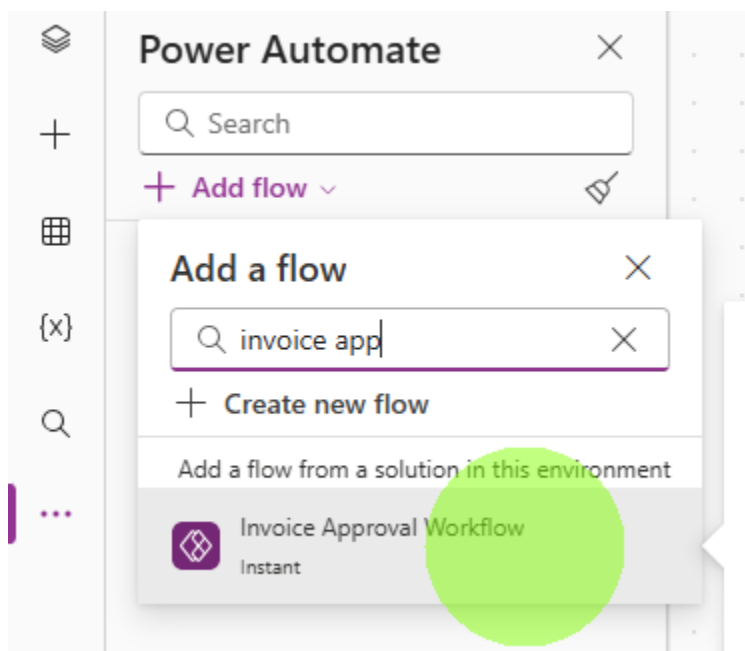 Power Automate
Search
Add flow
Add a flow
{x}
invoice app
Create new flow
Add a flow from a solution in this environment
Invoice Approval Workflow
Instant